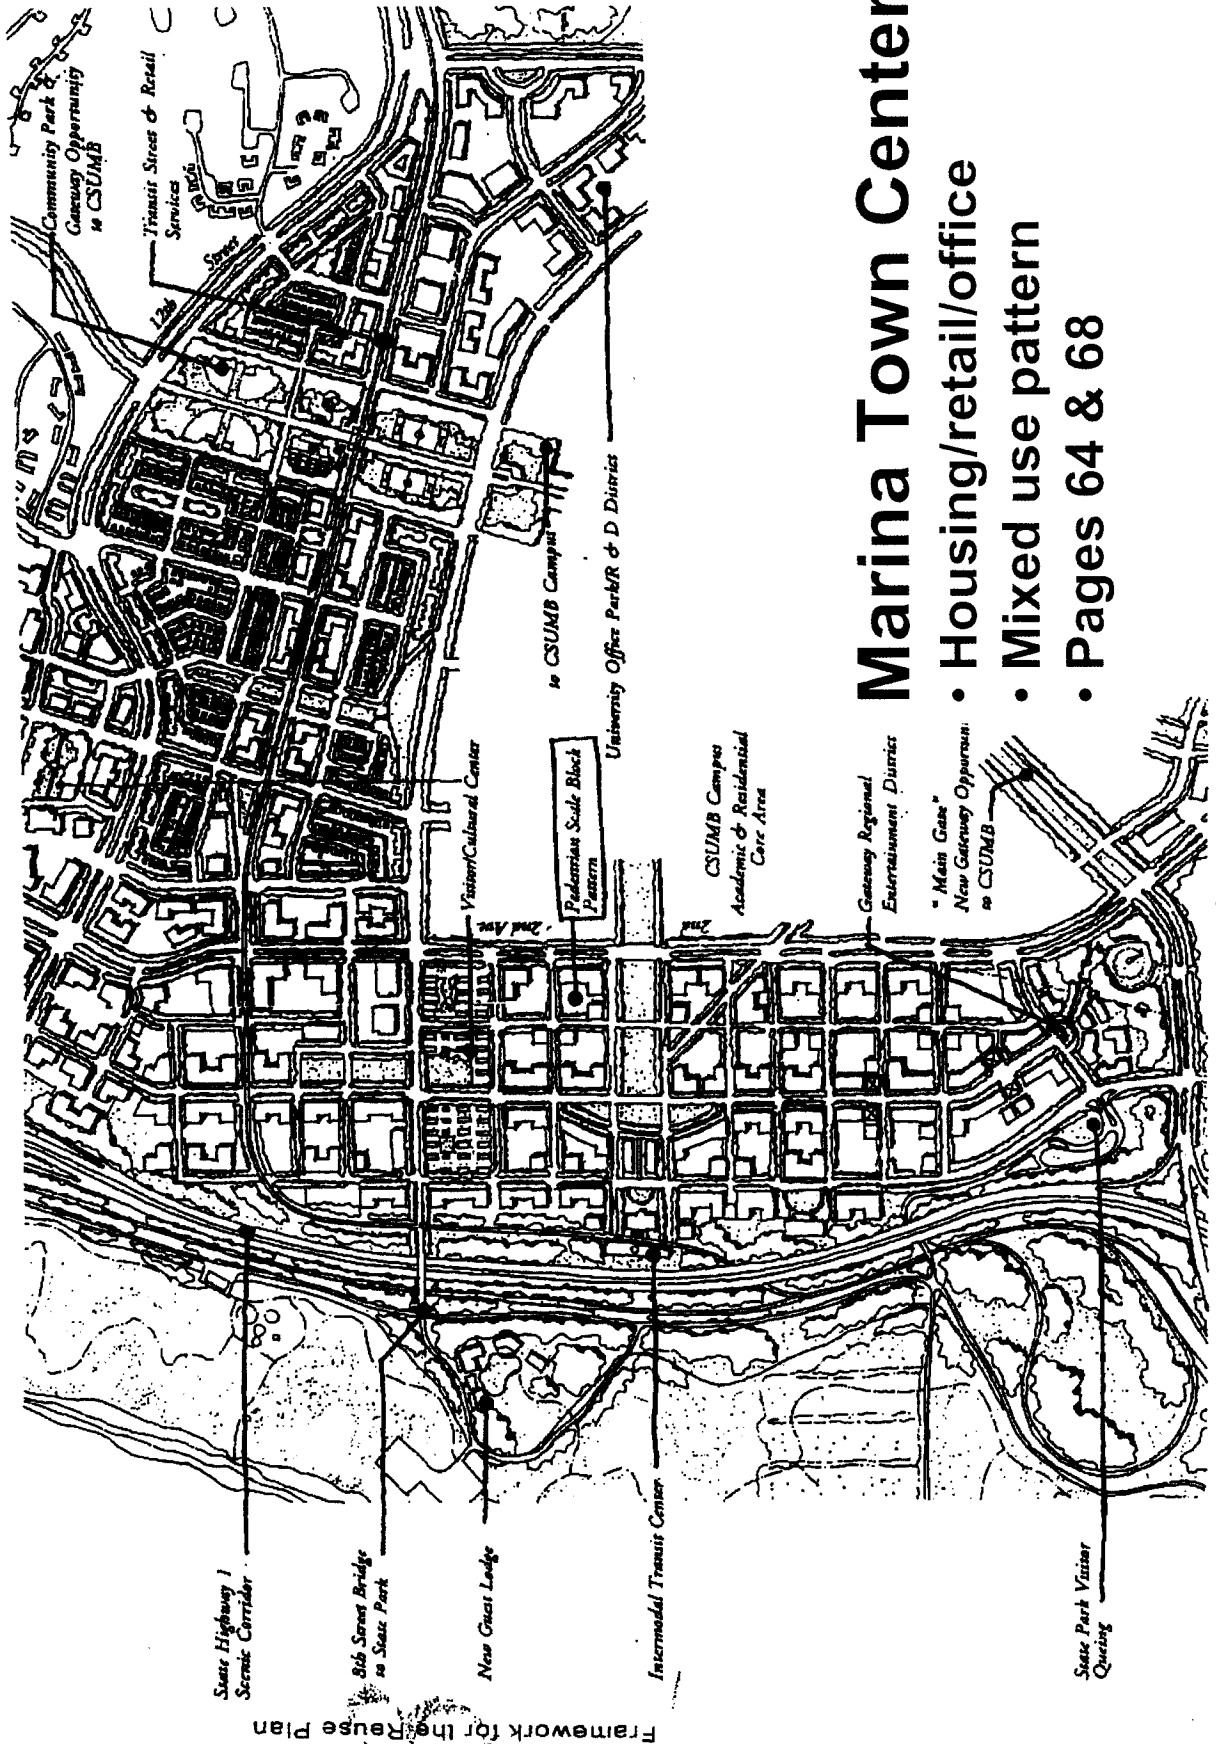 Community Park &
Gateway Opportunity
to CSUMB
Transit Street & Retail
Services
12th
Street
Marina Town Center
• Housing/retail/office
• Mixed use pattern
• Pages 64 & 68
to CSUMB Campus
University Office Park/R & D District
Visitor/Cultural Center
Pedestrian Scale Block
Pattern
2nd Ave.
2nd
CSUMB Campus
Academic & Residential
Core Area
Gateway Regional
Entertainment District
"Main Gate"
New Gateway Opportuni
to CSUMB
State Highway 1
Scenic Corridor
8th Street Bridge
to State Park
New Guest Lodge
Intermodal Transit Center
State Park Visitor
Queing
Framework for the Reuse Plan